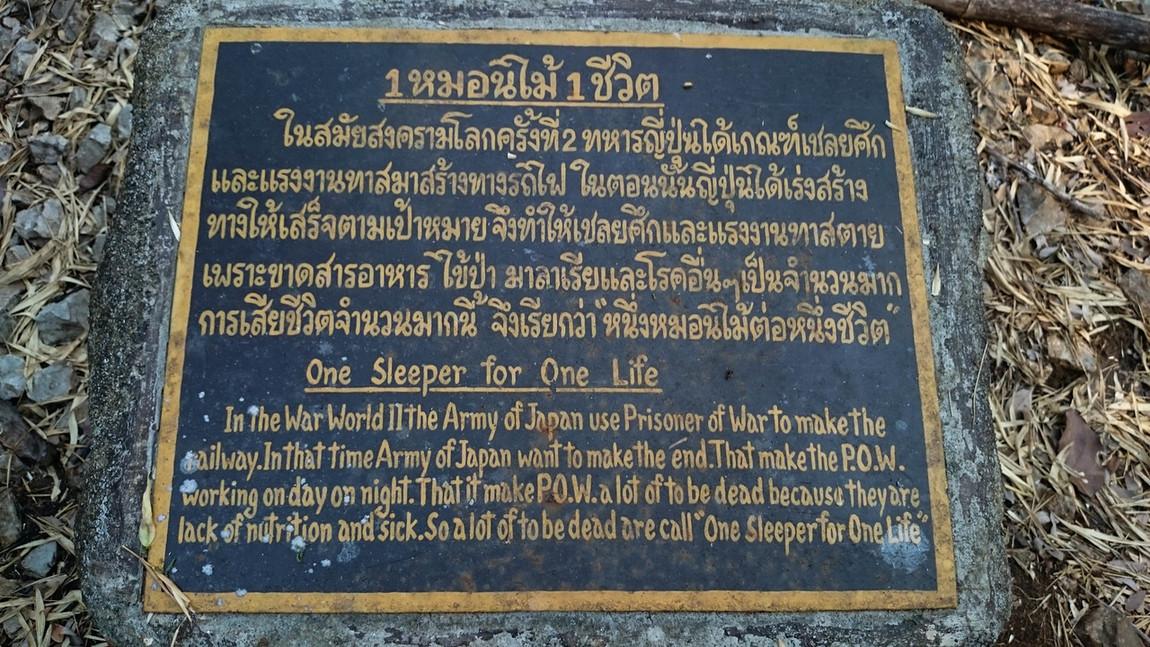 1 หมอนไม้ 1 ชีวิต
ในสมัยสงครามโลกครั้งที่ 2 ทหารญี่ปุ่นได้เกณฑ์เชลยศึก
และแรงงานทาสมาสร้างทางรถไฟ ในตอนนั้นญี่ปุ่นได้เร่งสร้าง
ทางให้เสร็จตามเป้าหมาย จึงทำให้เชลยศึกและแรงงานทาสตาย
เพราะขาดสารอาหาร ไข้ป่า มาลาเรียและโรคอื่นๆเป็นจำนวนมาก
การเสียชีวิตจำนวนมากนี้ จึงเรียกว่า "หนึ่งหมอนไม้ต่อหนึ่งชีวิต"
One Sleeper for One Life
In the War World II the Army of Japan use Prisoner of War to make the
railway. In that time Army of Japan want to make the end. That make the P.O.W.
working on day on night. That it make P.O.W. a lot of to be dead because they are
lack of nutrition and sick. So a lot of to be dead are call "One Sleeper for One Life"